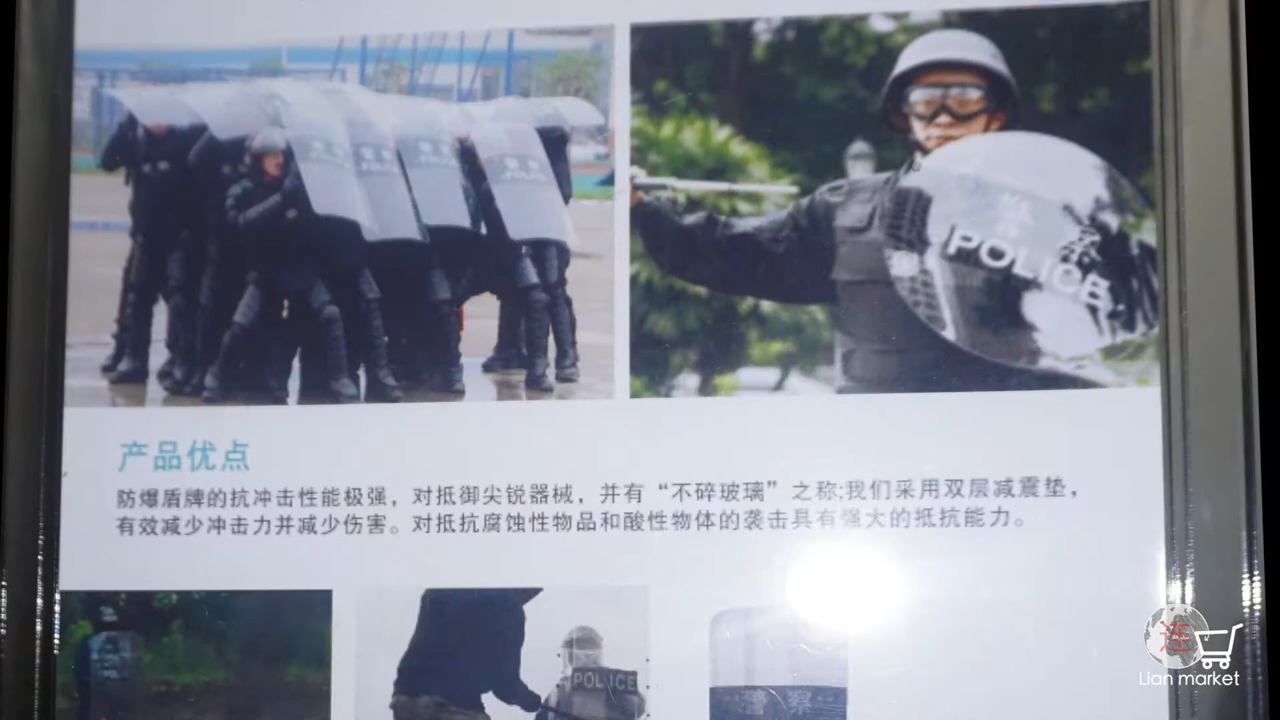 POLICE
产品优点
防爆盾牌的抗冲击性能极强，对抵御尖锐器械，并有“不碎玻璃”之称;我们采用双层减震垫，
有效减少冲击力并减少伤害。对抵抗腐蚀性物品和酸性物体的袭击具有强大的抵抗能力。
POLICE
警察
连
Lian market